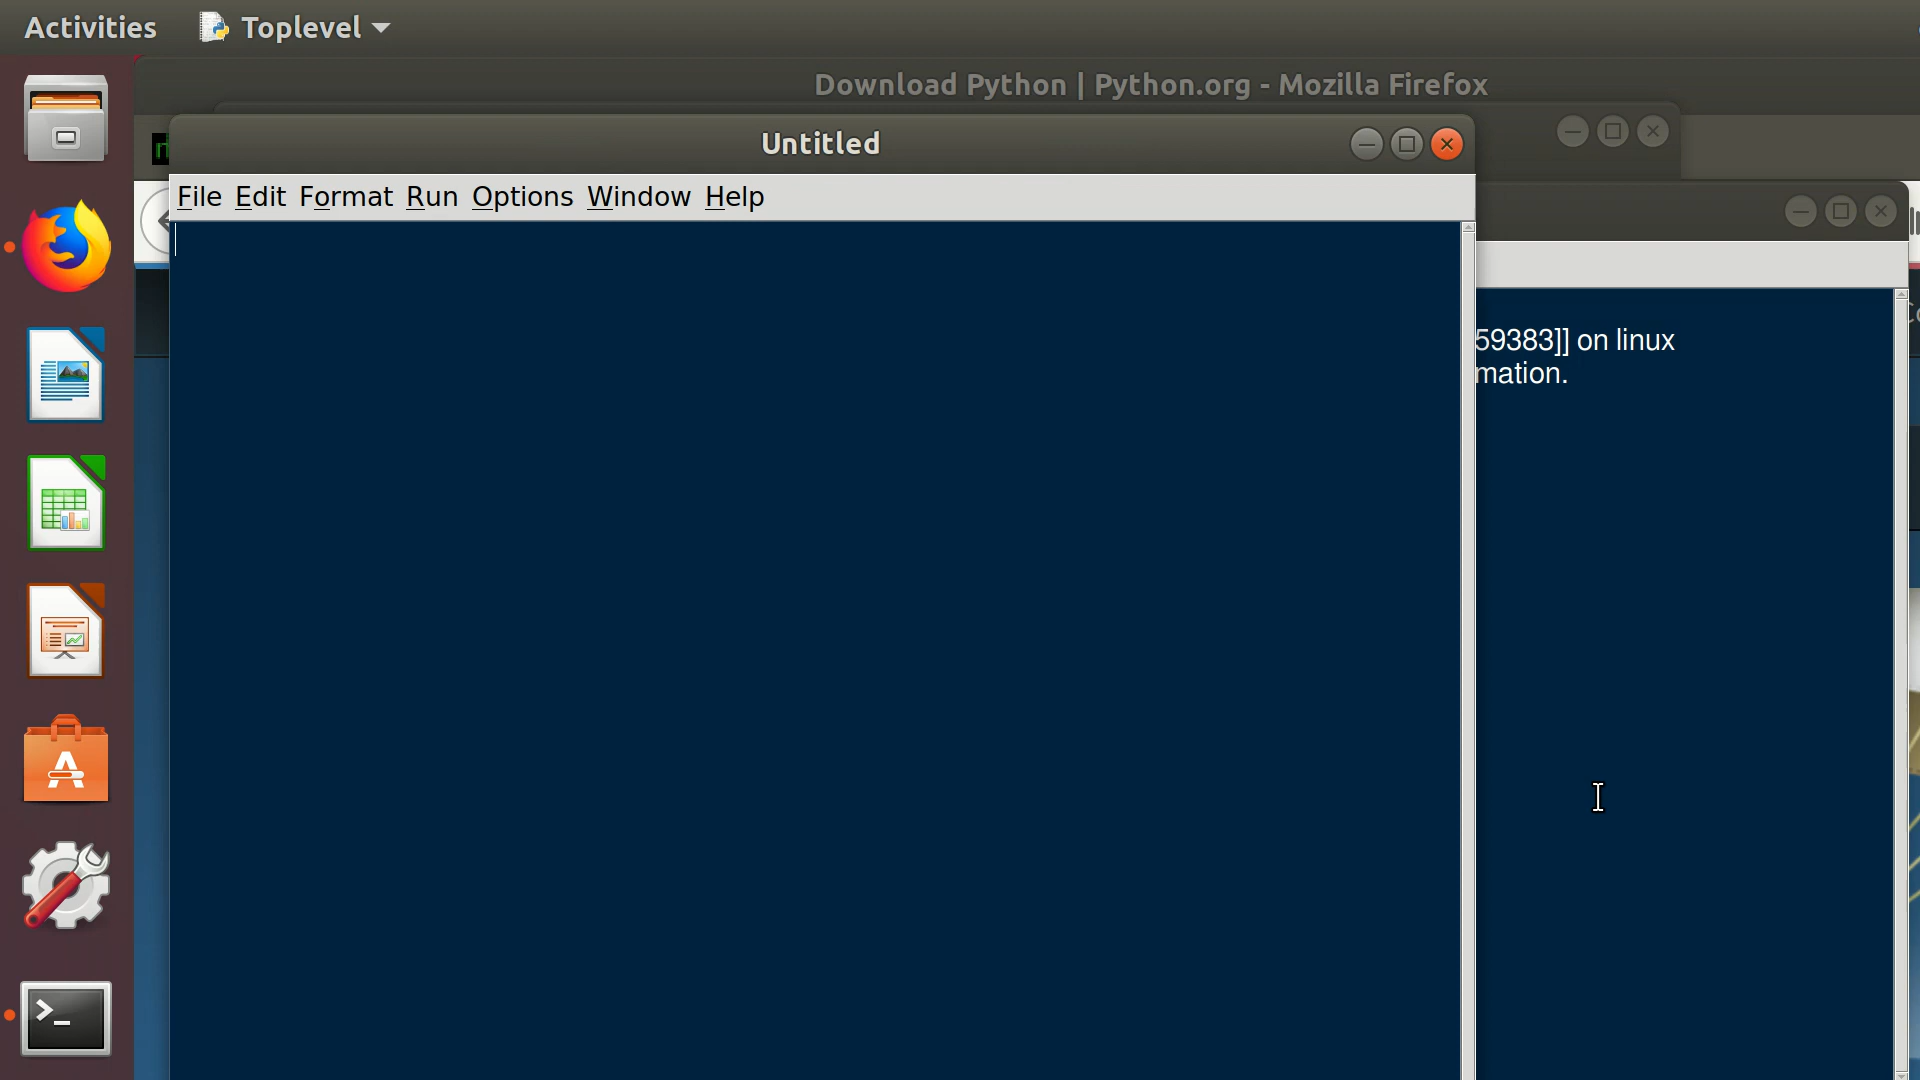 Activities Toplevel
Download Python | Python.org - Mozilla Firefox
Untitled
File Edit Format Run Options Window Help
59383]] on linux
mation.